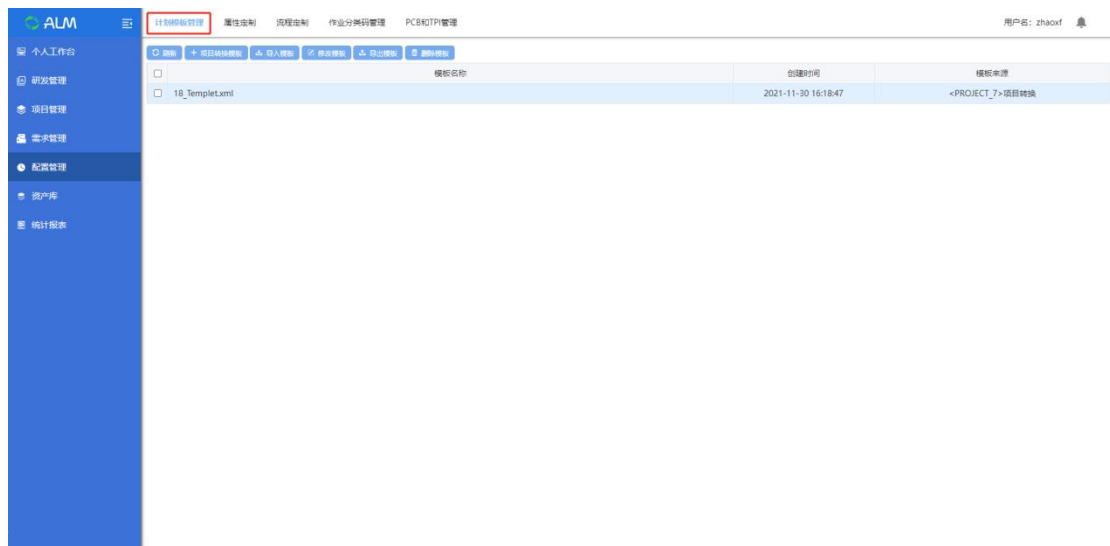 ALM
计划模板管理 属性定制 流程定制 作业分类码管理 PCB和TPI管理 用户名: zhaoxf
个人工作台
研发管理
项目管理
需求管理
配置管理
资产库
统计报表
刷新 项目转换模板 导入模板 修改模板 导出模板 删除模板
模板名称 创建时间 模板来源
18_Templet.xml 2021-11-30 16:18:47 <PROJECT_7>项目转换